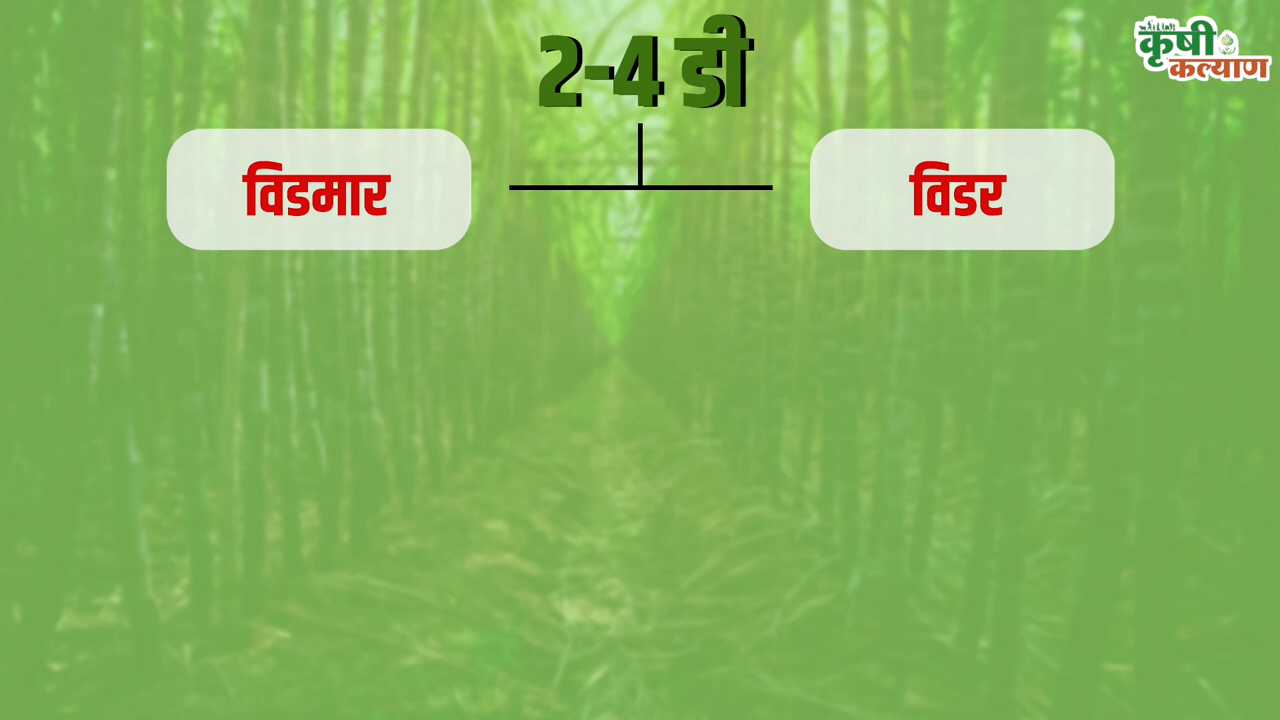 2-4 डी
कृषी
कल्याण
विडमार
विडर